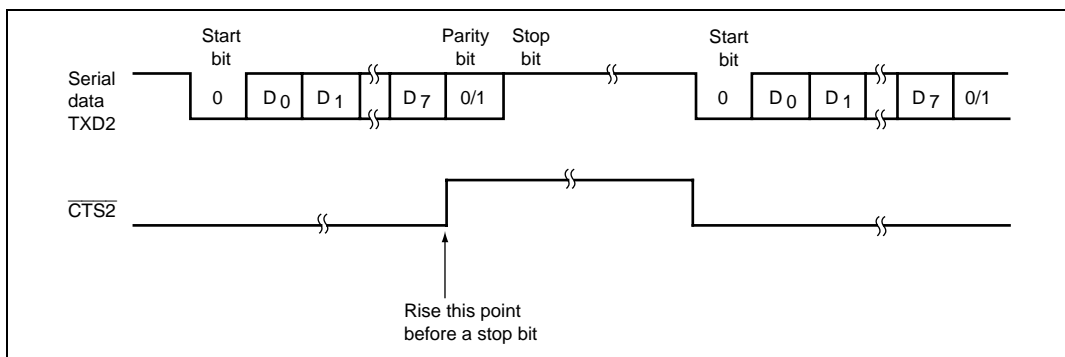 Start bit
Parity bit
Stop bit
Start bit
Serial data TXD2
0 D0 D1 D7 0/1 0 D0 D1 D7 0/1
CTS2
Rise this point
before a stop bit